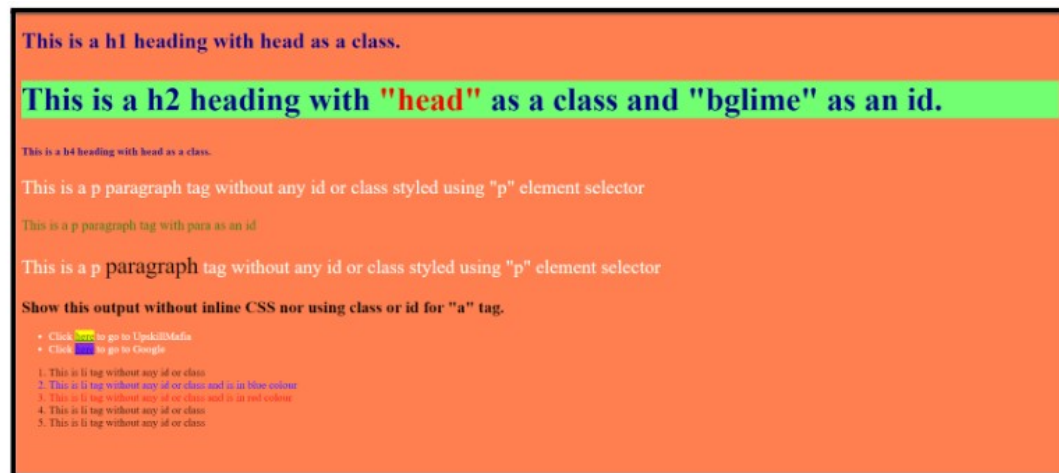 This is a h1 heading with head as a class.
This is a h2 heading with "head" as a class and "bglime" as an id.
This is a h4 heading with head as a class.
This is a p paragraph tag without any id or class styled using "p" element selector
This is a p paragraph tag with para as an id
This is a p paragraph tag without any id or class styled using "p" element selector
Show this output without inline CSS nor using class or id for "a" tag.
• Click here to go to UpskillMafia
• Click here to go to Google
1. This is li tag without any id or class
2. This is li tag without any id or class and is in blue colour
3. This is li tag without any id or class and is in red colour
4. This is li tag without any id or class
5. This is li tag without any id or class